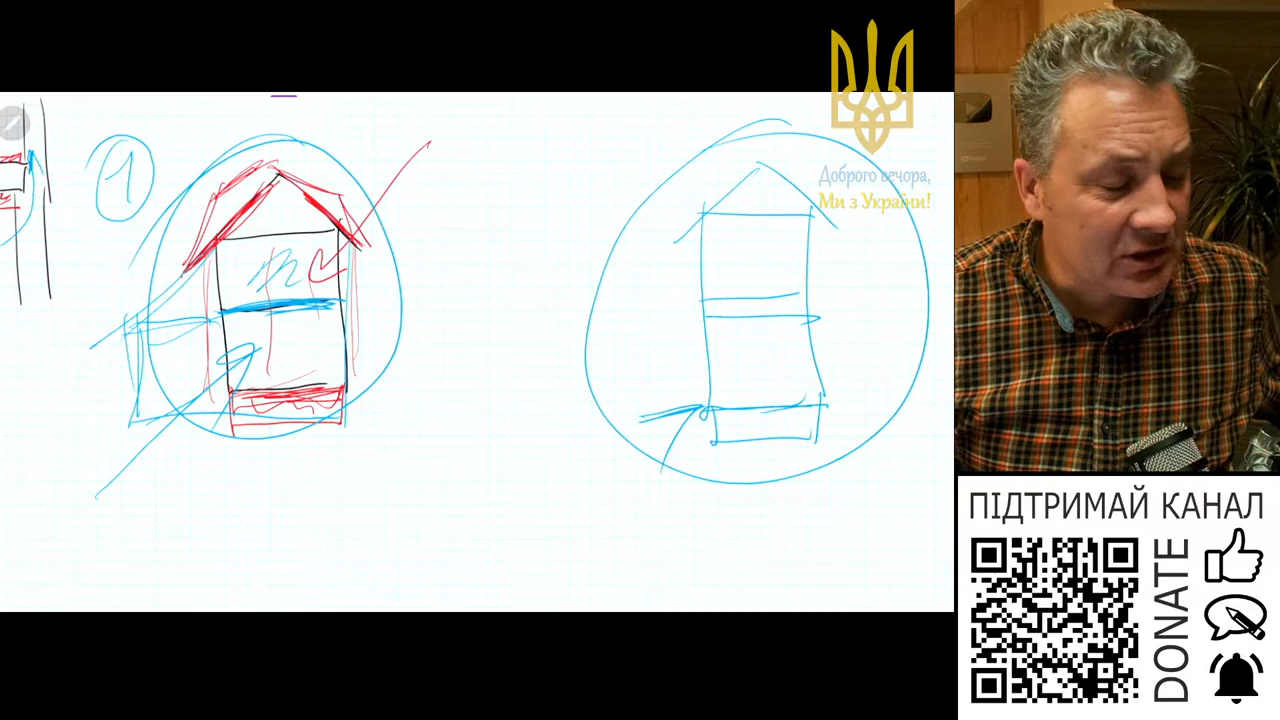 1
Доброго вечора,
Ми з України!
ПІДТРИМАЙ КАНАЛ
DONATE